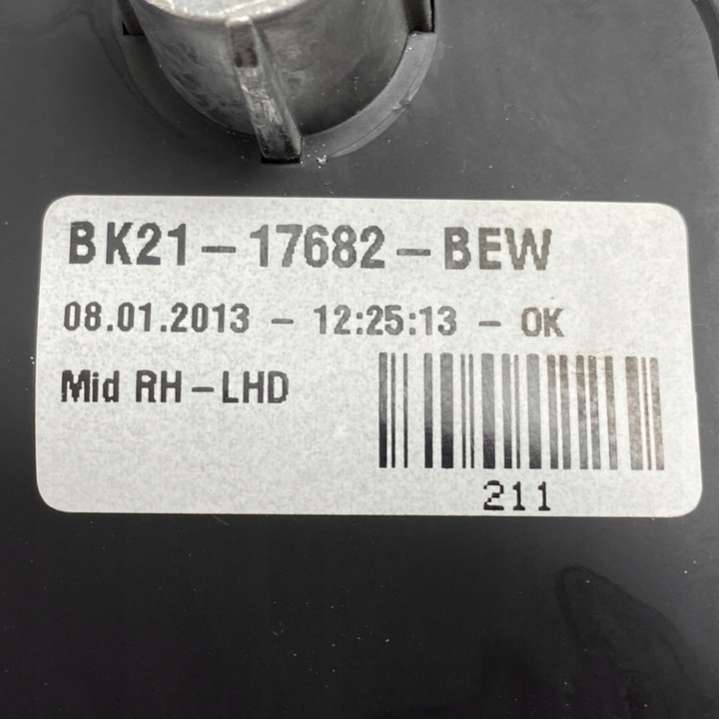 BK21-17682-BEW
08.01.2013 - 12:25:13 - OK
Mid RH-LHD
211